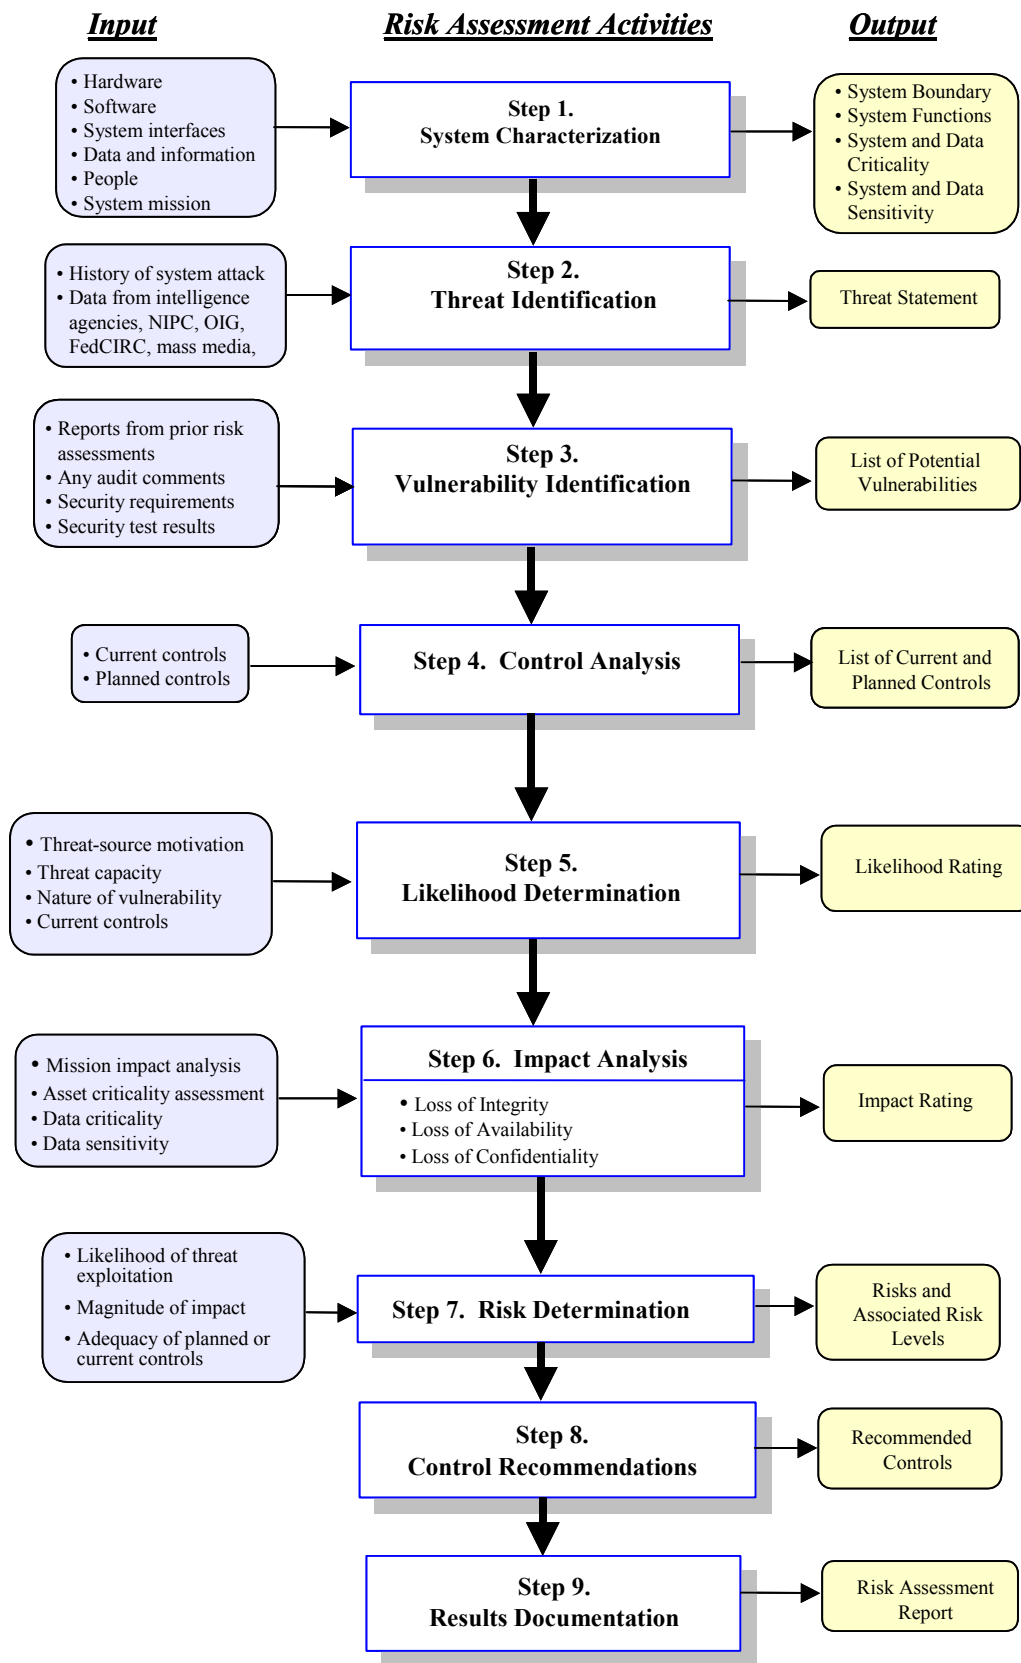 Input
Risk Assessment Activities
Output
• Hardware
• Software
• System interfaces
• Data and information
• People
• System mission
Step 1.
System Characterization
• System Boundary
• System Functions
• System and Data
Criticality
• System and Data
Sensitivity
• History of system attack
• Data from intelligence
agencies, NIPC, OIG,
FedCIRC, mass media,
Step 2.
Threat Identification
Threat Statement
• Reports from prior risk
assessments
• Any audit comments
• Security requirements
• Security test results
Step 3.
Vulnerability Identification
List of Potential
Vulnerabilities
• Current controls
• Planned controls
Step 4. Control Analysis
List of Current and
Planned Controls
• Threat-source motivation
• Threat capacity
• Nature of vulnerability
• Current controls
Step 5.
Likelihood Determination
Likelihood Rating
• Mission impact analysis
• Asset criticality assessment
• Data criticality
• Data sensitivity
Step 6. Impact Analysis
• Loss of Integrity
• Loss of Availability
• Loss of Confidentiality
Impact Rating
• Likelihood of threat
exploitation
• Magnitude of impact
• Adequacy of planned or
current controls
Step 7. Risk Determination
Risks and
Associated Risk
Levels
Step 8.
Control Recommendations
Recommended
Controls
Step 9.
Results Documentation
Risk Assessment
Report